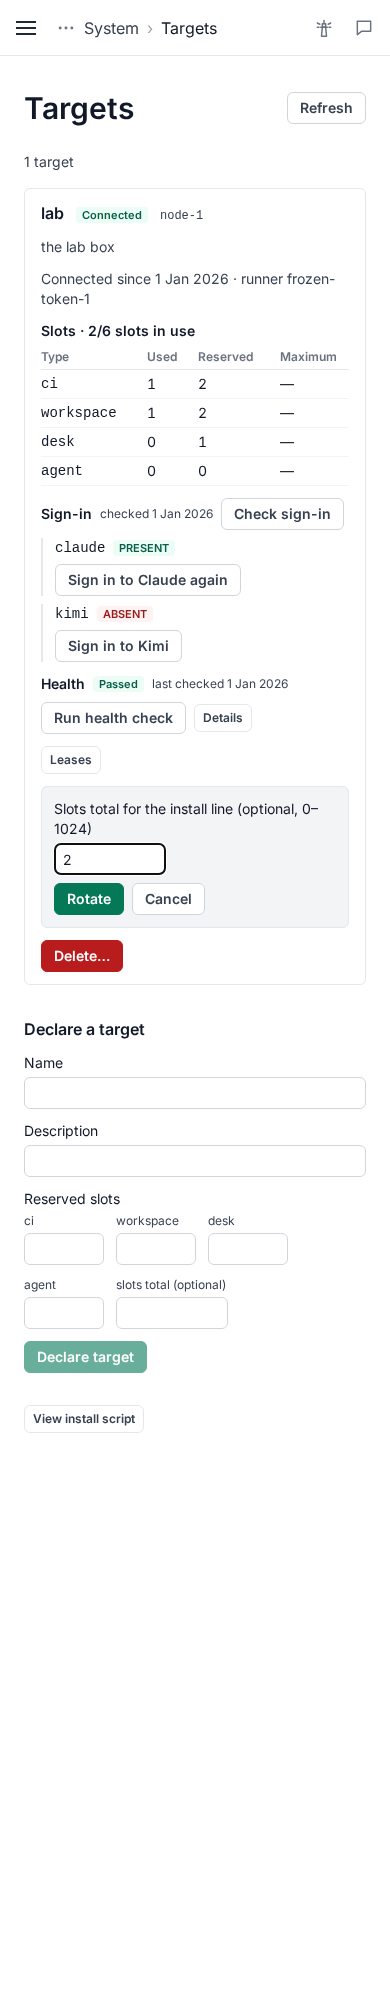 System › Targets
Targets
Refresh
1 target
lab Connected node-1
the lab box
Connected since 1 Jan 2026 · runner frozen-
token-1
Slots · 2/6 slots in use
Type Used Reserved Maximum
ci 1 2 —
workspace 1 2 —
desk 0 1 —
agent 0 0 —
Sign-in checked 1 Jan 2026 Check sign-in
claude PRESENT
Sign in to Claude again
kimi ABSENT
Sign in to Kimi
Health Passed last checked 1 Jan 2026
Run health check Details
Leases
Slots total for the install line (optional, 0–
1024)
2
Rotate Cancel
Delete…
Declare a target
Name
Description
Reserved slots
ci workspace desk
agent slots total (optional)
Declare target
View install script